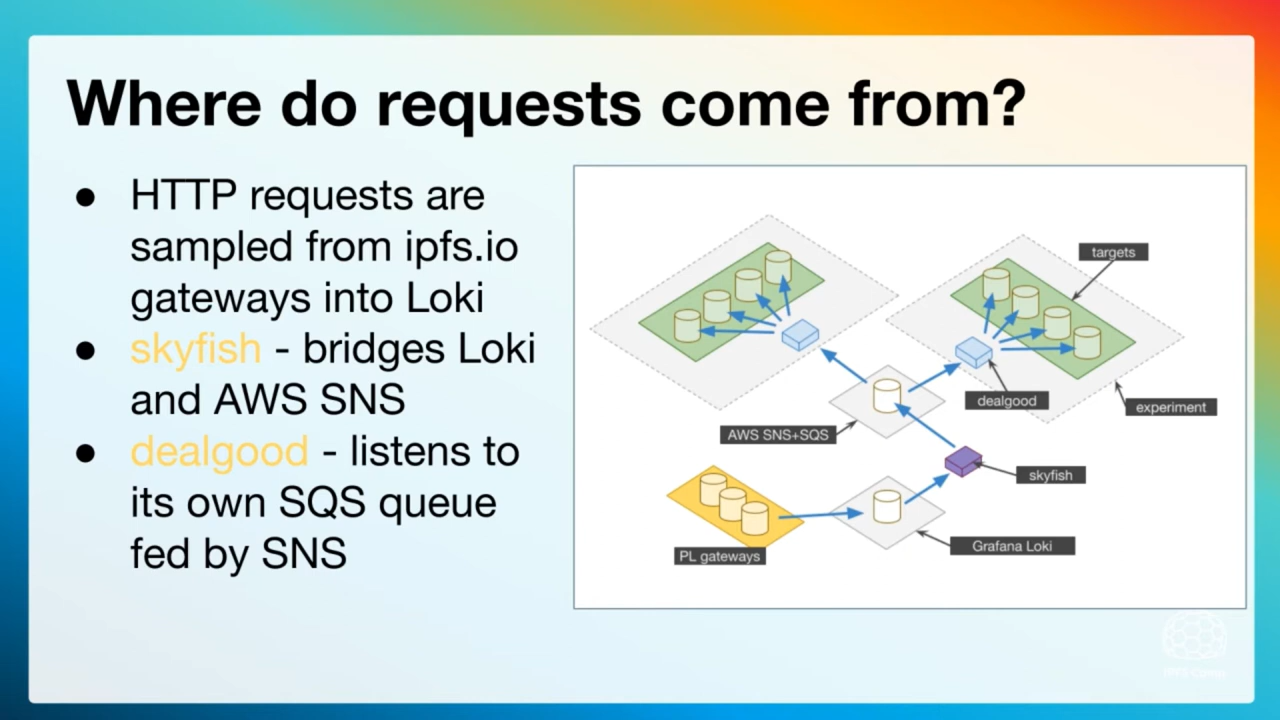 Where do requests come from?
● HTTP requests are
sampled from ipfs.io
gateways into Loki
● skyfish - bridges Loki
and AWS SNS
● dealgood - listens to
its own SQS queue
fed by SNS
targets
dealgood
experiment
AWS SNS+SQS
skyfish
Grafana Loki
PL gateways
IPFS Camp